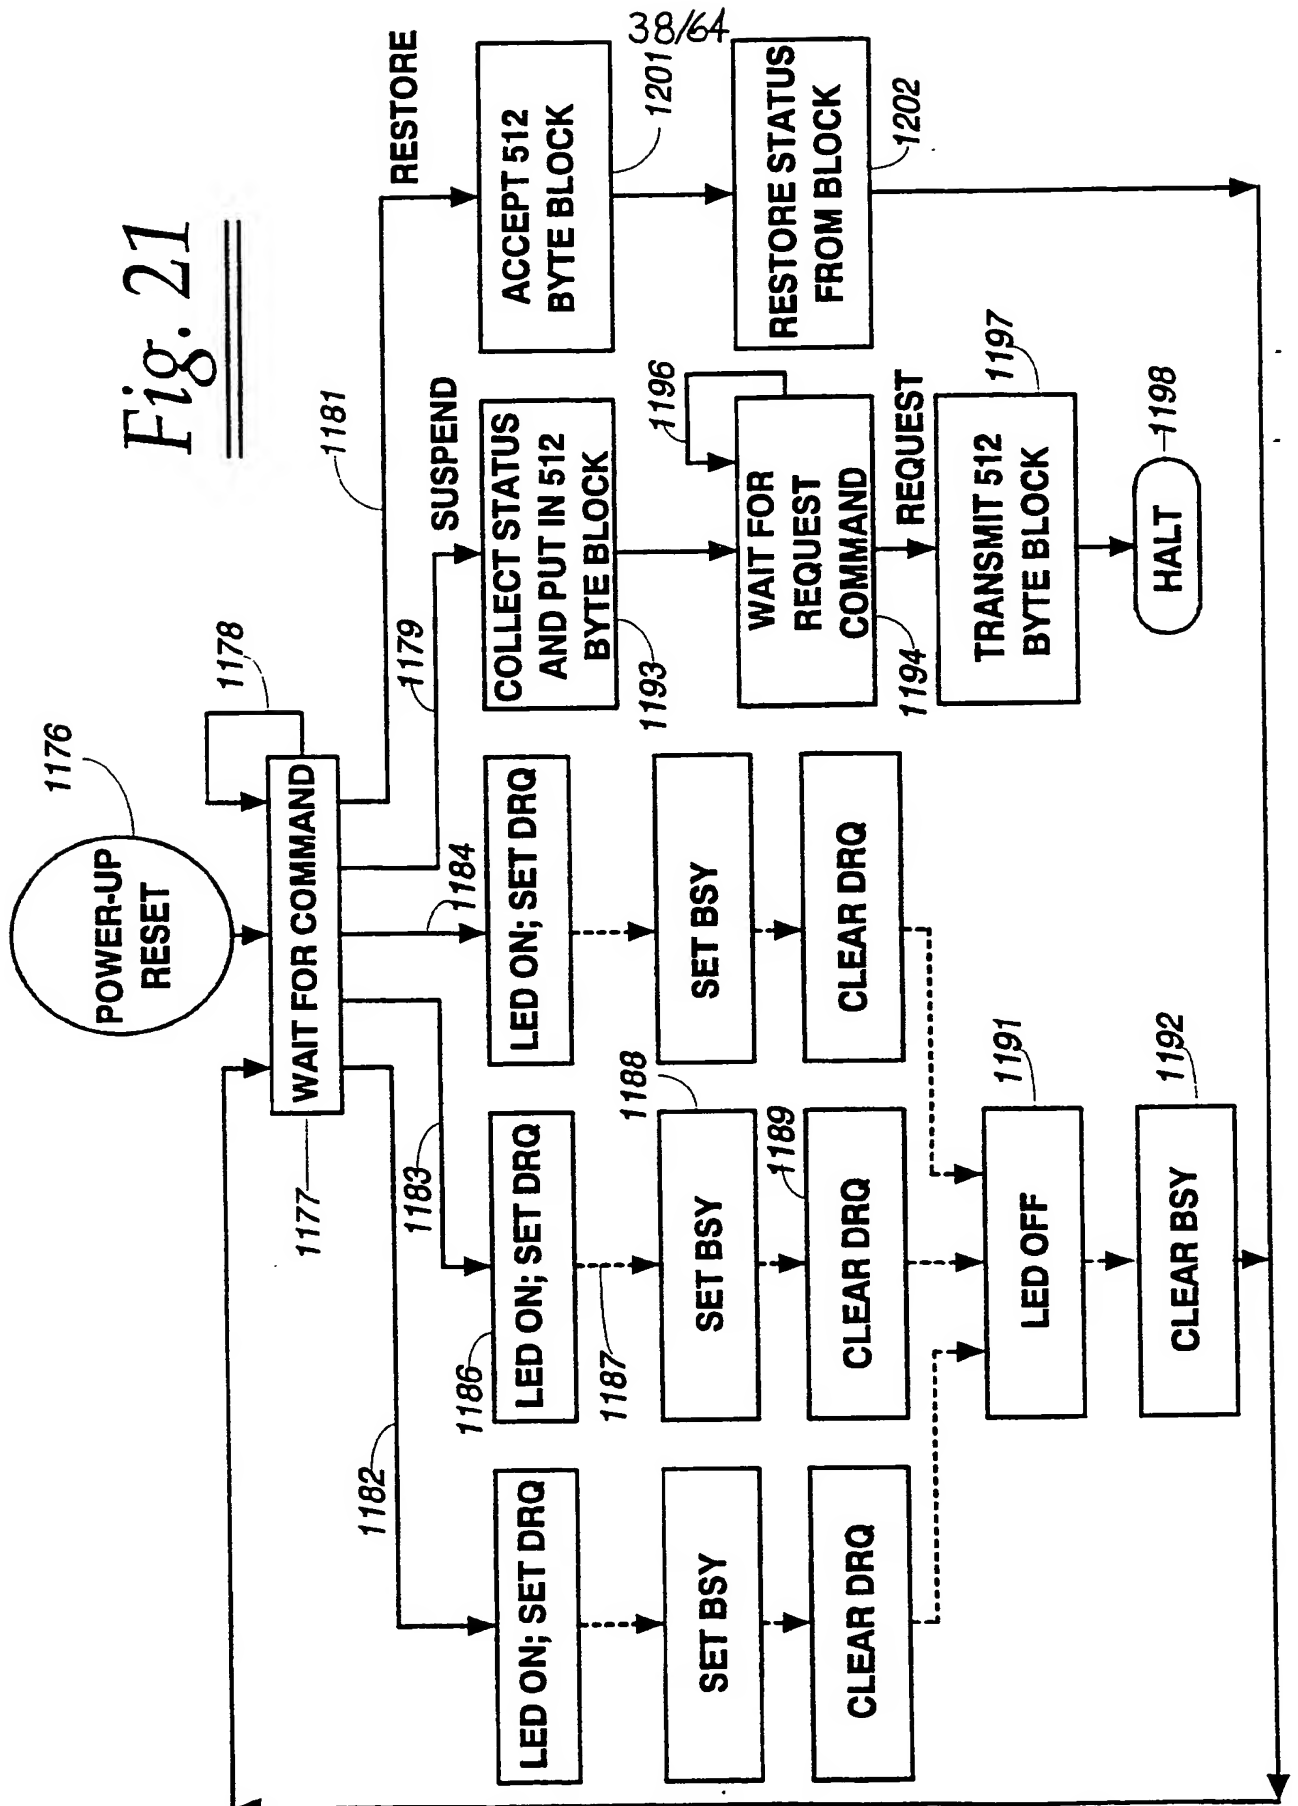 38/64
Fig. 21
1176
POWER-UP
RESET
1178
WAIT FOR COMMAND
1177
1182
1183
1184
1179
1181
SUSPEND
RESTORE
LED ON; SET DRQ
1186
LED ON; SET DRQ
LED ON; SET DRQ
COLLECT STATUS
AND PUT IN 512
BYTE BLOCK
1193
ACCEPT 512
BYTE BLOCK
1201
1187
SET BSY
SET BSY
1188
SET BSY
1196
WAIT FOR
REQUEST
COMMAND
1194
RESTORE STATUS
FROM BLOCK
1202
CLEAR DRQ
1189
CLEAR DRQ
CLEAR DRQ
REQUEST
1191
LED OFF
TRANSMIT 512
BYTE BLOCK
1197
1192
CLEAR BSY
HALT
1198